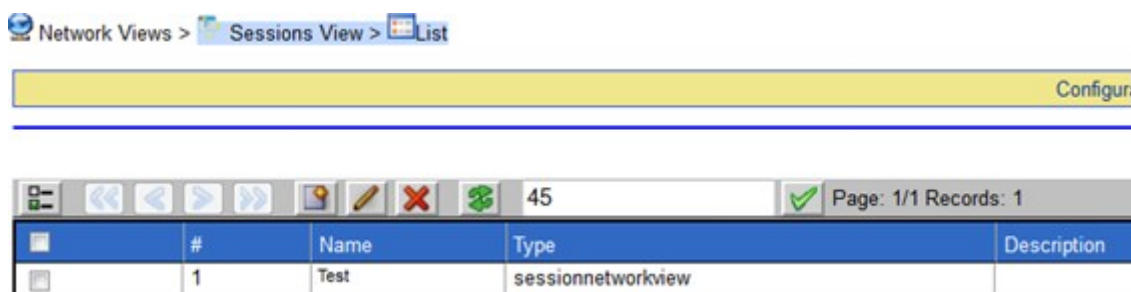 Network Views > Sessions View > List
Configur
45 Page: 1/1 Records: 1
# Name Type Description
1 Test sessionnetworkview